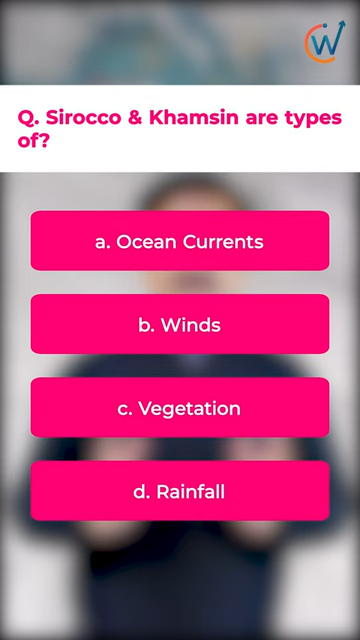 W
Q. Sirocco & Khamsin are types
of?
a. Ocean Currents
b. Winds
c. Vegetation
d. Rainfall